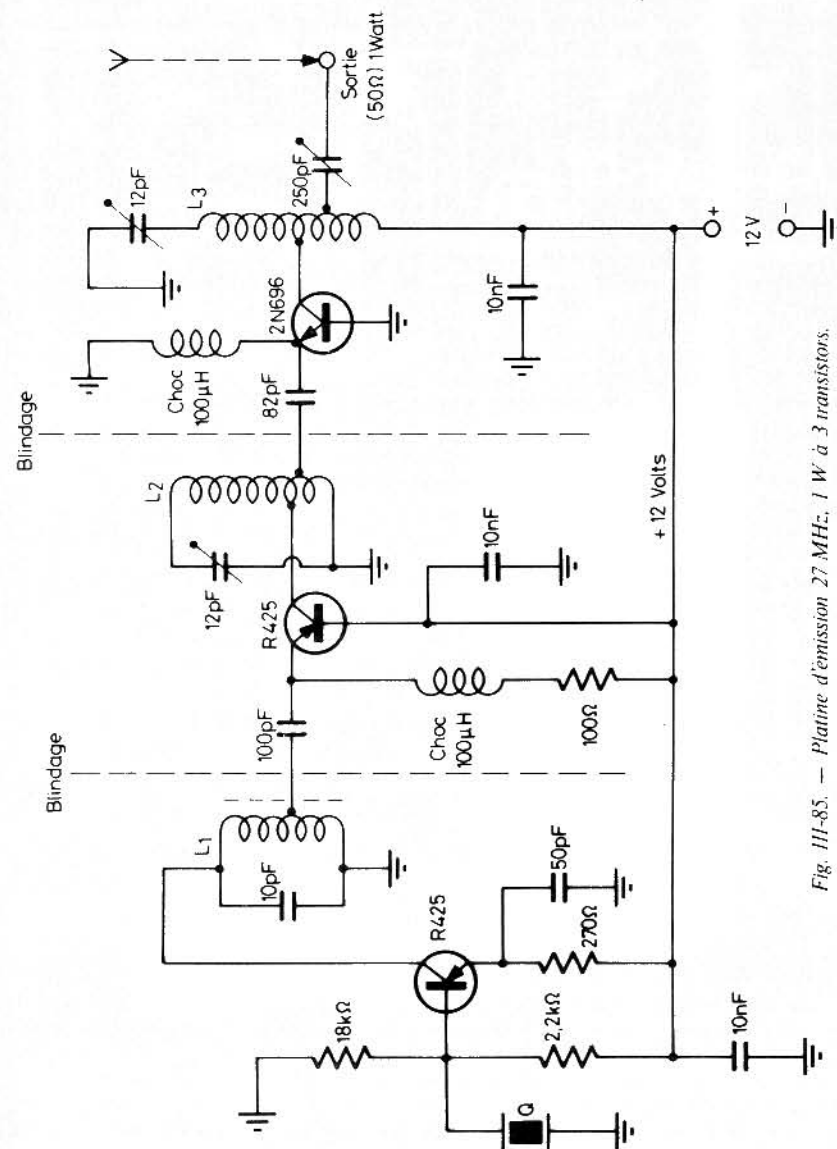 Blindage
Blindage
L1
10pF
R425
18kΩ
2,2kΩ
270Ω
50pF
10nF
Q
100pF
Choc
100µH
100Ω
R425
12pF
L2
10nF
82pF
Choc
100µH
2N696
12pF
L3
250pF
Sortie
(50Ω) 1Watt
10nF
+ 12 Volts
+
12 V
−
Fig. III-85. — Platine d'émission 27 MHz, 1 W à 3 transistors.